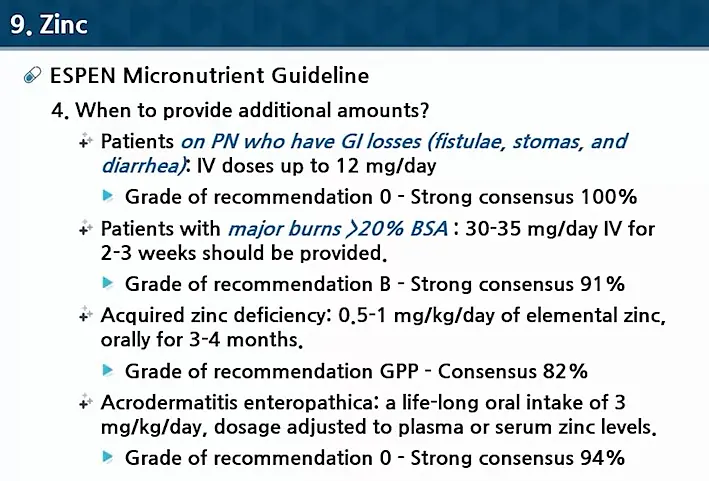 9. Zinc
ESPEN Micronutrient Guideline
4. When to provide additional amounts?
Patients on PN who have GI losses (fistulae, stomas, and
diarrhea): IV doses up to 12 mg/day
Grade of recommendation 0 - Strong consensus 100%
Patients with major burns >20% BSA : 30-35 mg/day IV for
2-3 weeks should be provided.
Grade of recommendation B - Strong consensus 91%
Acquired zinc deficiency: 0.5-1 mg/kg/day of elemental zinc,
orally for 3-4 months.
Grade of recommendation GPP - Consensus 82%
Acrodermatitis enteropathica: a life-long oral intake of 3
mg/kg/day, dosage adjusted to plasma or serum zinc levels.
Grade of recommendation 0 - Strong consensus 94%